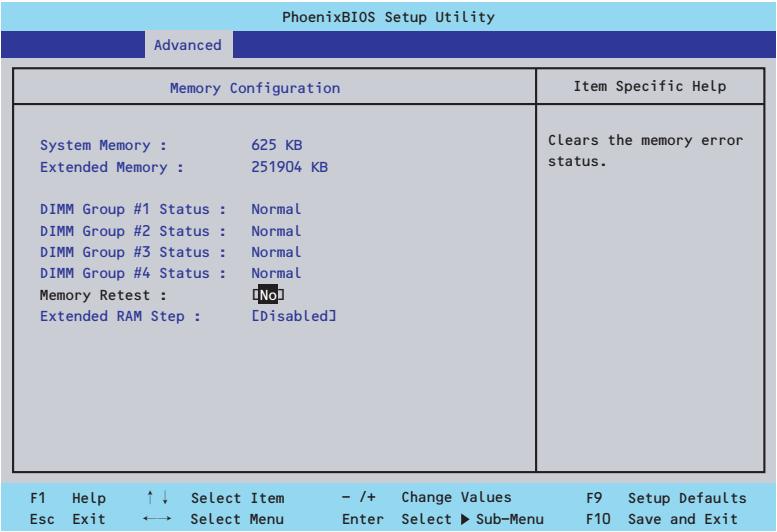 PhoenixBIOS Setup Utility
Advanced
Memory Configuration
Item Specific Help
System Memory : 625 KB
Extended Memory : 251904 KB
DIMM Group #1 Status : Normal
DIMM Group #2 Status : Normal
DIMM Group #3 Status : Normal
DIMM Group #4 Status : Normal
Memory Retest : [No]
Extended RAM Step : [Disabled]
Clears the memory error
status.
F1 Help ↑ ↓ Select Item - /+ Change Values F9 Setup Defaults
Esc Exit ←→ Select Menu Enter Select ▶ Sub-Menu F10 Save and Exit